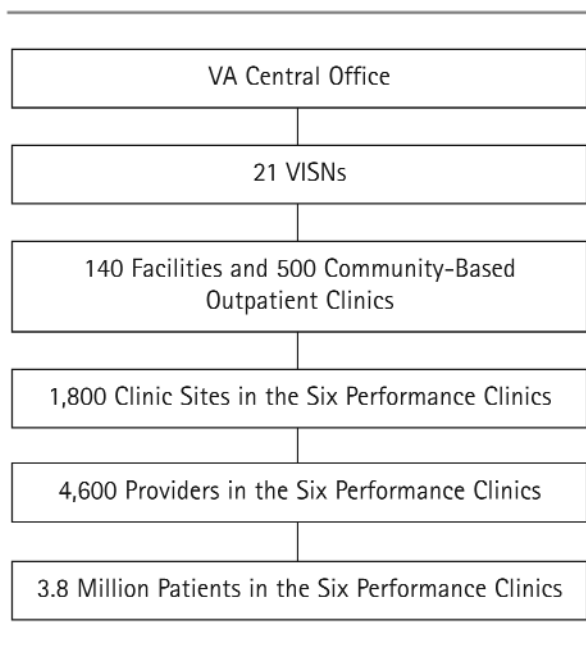 VA Central Office
21 VISNs
140 Facilities and 500 Community-Based
Outpatient Clinics
1,800 Clinic Sites in the Six Performance Clinics
4,600 Providers in the Six Performance Clinics
3.8 Million Patients in the Six Performance Clinics